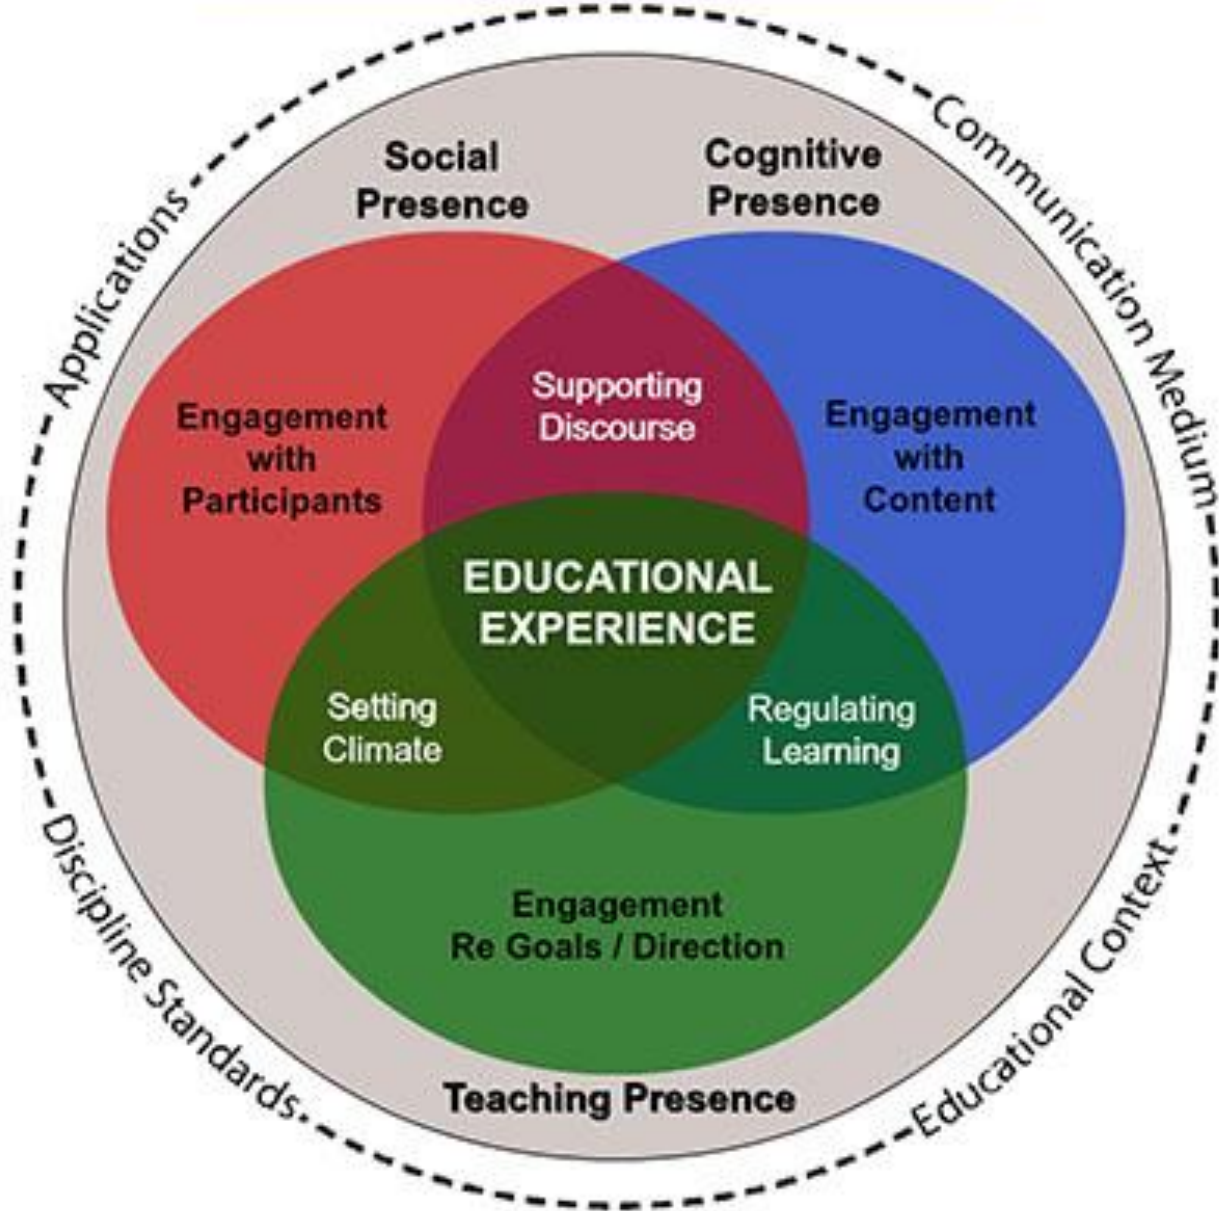 Communication Medium
Applications
Social
Presence
Cognitive
Presence
Engagement
with
Participants
Supporting
Discourse
Engagement
with
Content
EDUCATIONAL
EXPERIENCE
Setting
Climate
Regulating
Learning
Engagement
Re Goals / Direction
Teaching Presence
Discipline Standards
Educational Context